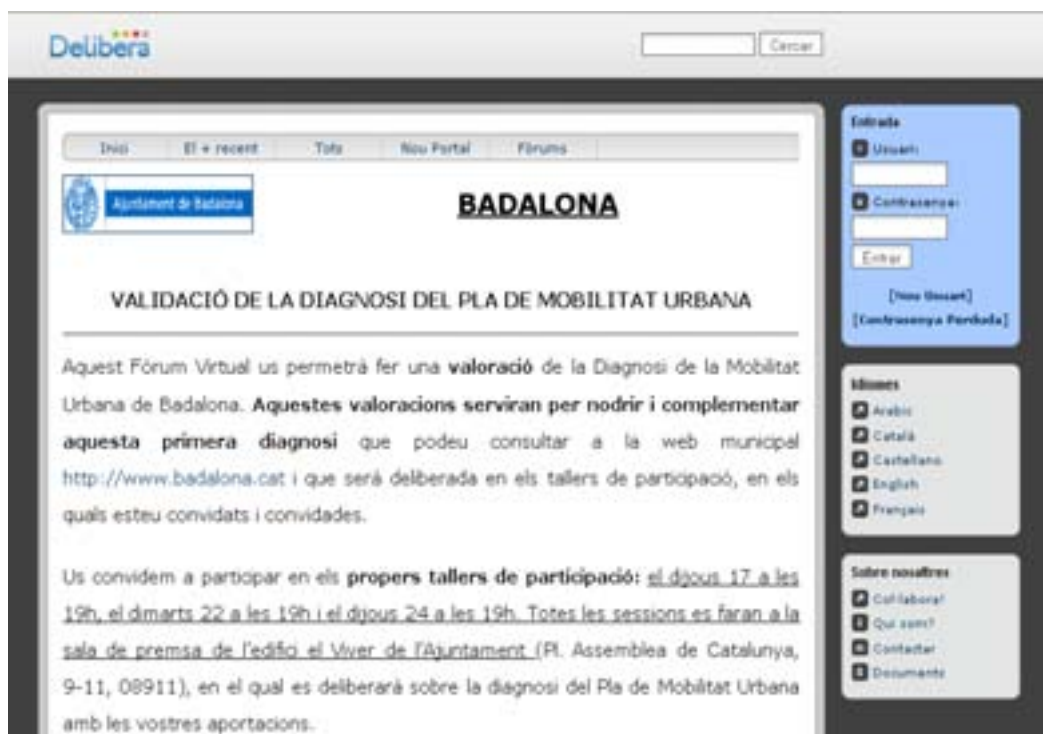 Delibera
Cercar
Inici El + recent Tots Nou Portal Fòrums
Ajuntament de Badalona
BADALONA
VALIDACIÓ DE LA DIAGNOSI DEL PLA DE MOBILITAT URBANA
Aquest Fòrum Virtual us permetrà fer una valoració de la Diagnosi de la Mobilitat
Urbana de Badalona. Aquestes valoracions serviran per nodrir i complementar
aquesta primera diagnosi que podeu consultar a la web municipal
http://www.badalona.cat i que serà deliberada en els tallers de participació, en els
quals esteu convidats i convidades.
Us convidem a participar en els propers tallers de participació: el dijous 17 a les
19h, el dimarts 22 a les 19h i el dijous 24 a les 19h. Totes les sessions es faran a la
sala de premsa de l'edifici el Viver de l'Ajuntament (Pl. Assemblea de Catalunya,
9-11, 08911), en el qual es deliberarà sobre la diagnosi del Pla de Mobilitat Urbana
amb les vostres aportacions.
Entrada
Usuari:
Contrasenya:
Entrar
[Nou Usuari]
[Contrasenya Perduda]
Idiomes
Arabic
Català
Castellano
English
Français
Sobre nosaltres
Col·labora!
Qui som?
Contactar
Documents